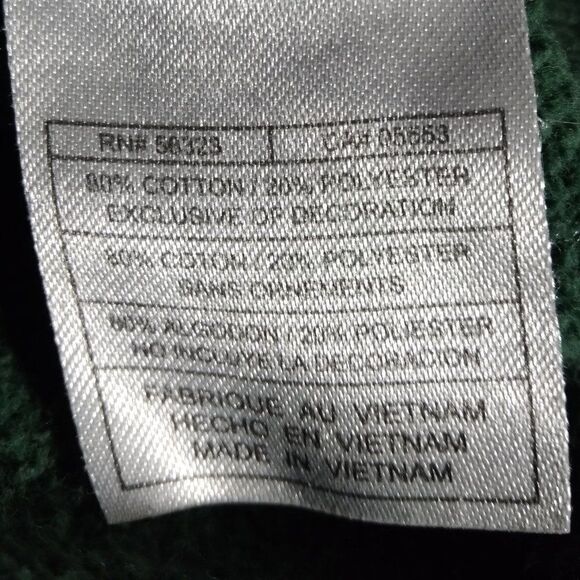 RN# 56323 CA# 05553
80% COTTON / 20% POLYESTER
EXCLUSIVE OF DECORATION
80% COTON / 20% POLYESTER
SANS ORNEMENTS
80% ALGODON / 20% POLIESTER
NO INCLUYE LA DECORACION
FABRIQUE AU VIETNAM
HECHO EN VIETNAM
MADE IN VIETNAM